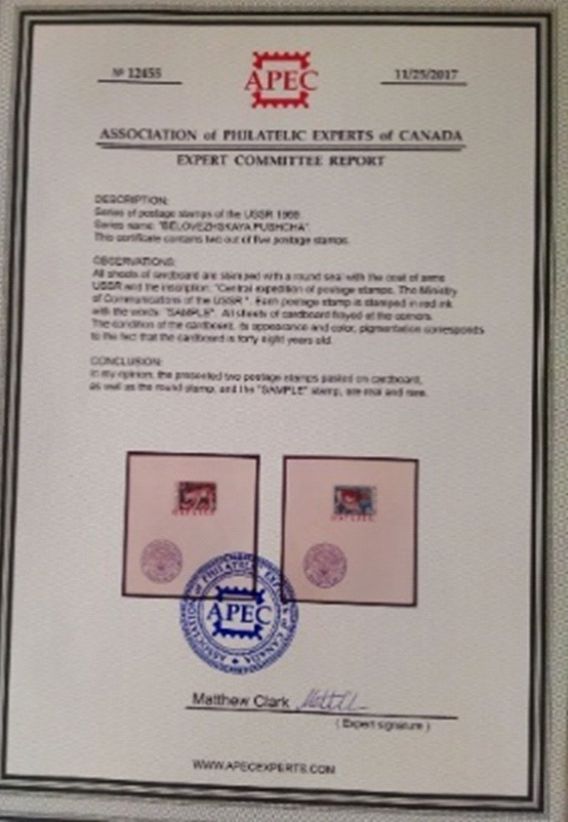 № 12455
APEC
11/25/2017
ASSOCIATION of PHILATELIC EXPERTS of CANADA
EXPERT COMMITTEE REPORT
DESCRIPTION:
Series of postage stamps of the USSR 1969
Series name: "BELOVEZHSKAYA PUSHCHA".
This certificate contains two out of five postage stamps.
OBSERVATIONS:
All sheets of cardboard are stamped with a round seal with the coat of arms
USSR and the inscription: "Central expedition of postage stamps. The Ministry
of Communications of the USSR ". Each postage stamp is stamped in red ink
with the words: "SAMPLE". All sheets of cardboard frayed at the corners.
The condition of the cardboard, its appearance and color, pigmentation corresponds
to the fact that the cardboard is forty eight years old.
CONCLUSION:
In my opinion, the presented two postage stamps pasted on cardboard,
as well as the round stamp, and the "SAMPLE" stamp, are real and rare.
ASSOCIATION of PHILATELIC EXPERTS of CANADA
APEC
Matthew Clark
( Expert signature )
WWW.APECEXPERTS.COM